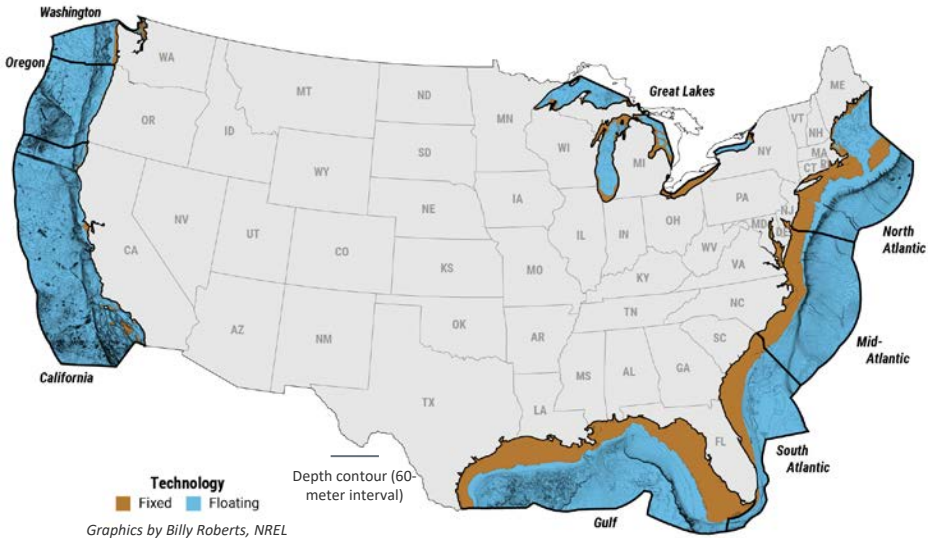 Washington
Oregon
Great Lakes
WA
MT
ND
MN
ME
VT
NH
OR
ID
SD
WI
MI
NY
MA
CT
RI
WY
IA
PA
NJ
NE
NV
UT
CO
IL
IN
OH
MD
DE
North
Atlantic
CA
KS
MO
WV
VA
KY
AZ
NM
OK
AR
TN
NC
SC
Mid-
Atlantic
California
TX
LA
MS
AL
GA
FL
South
Atlantic
Technology
Fixed
Floating
Depth contour (60-
meter interval)
Gulf
Graphics by Billy Roberts, NREL